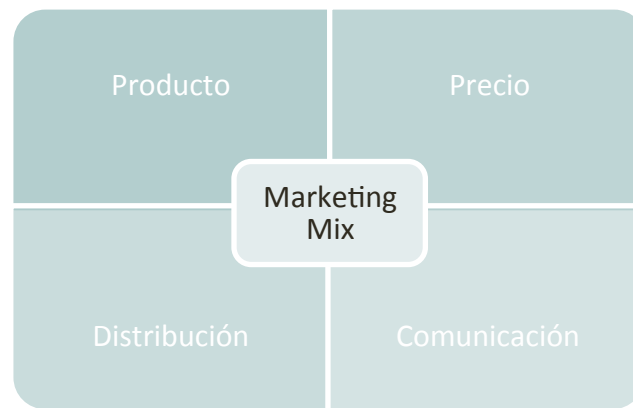 Producto
Precio
Marketing
Mix
Distribución
Comunicación